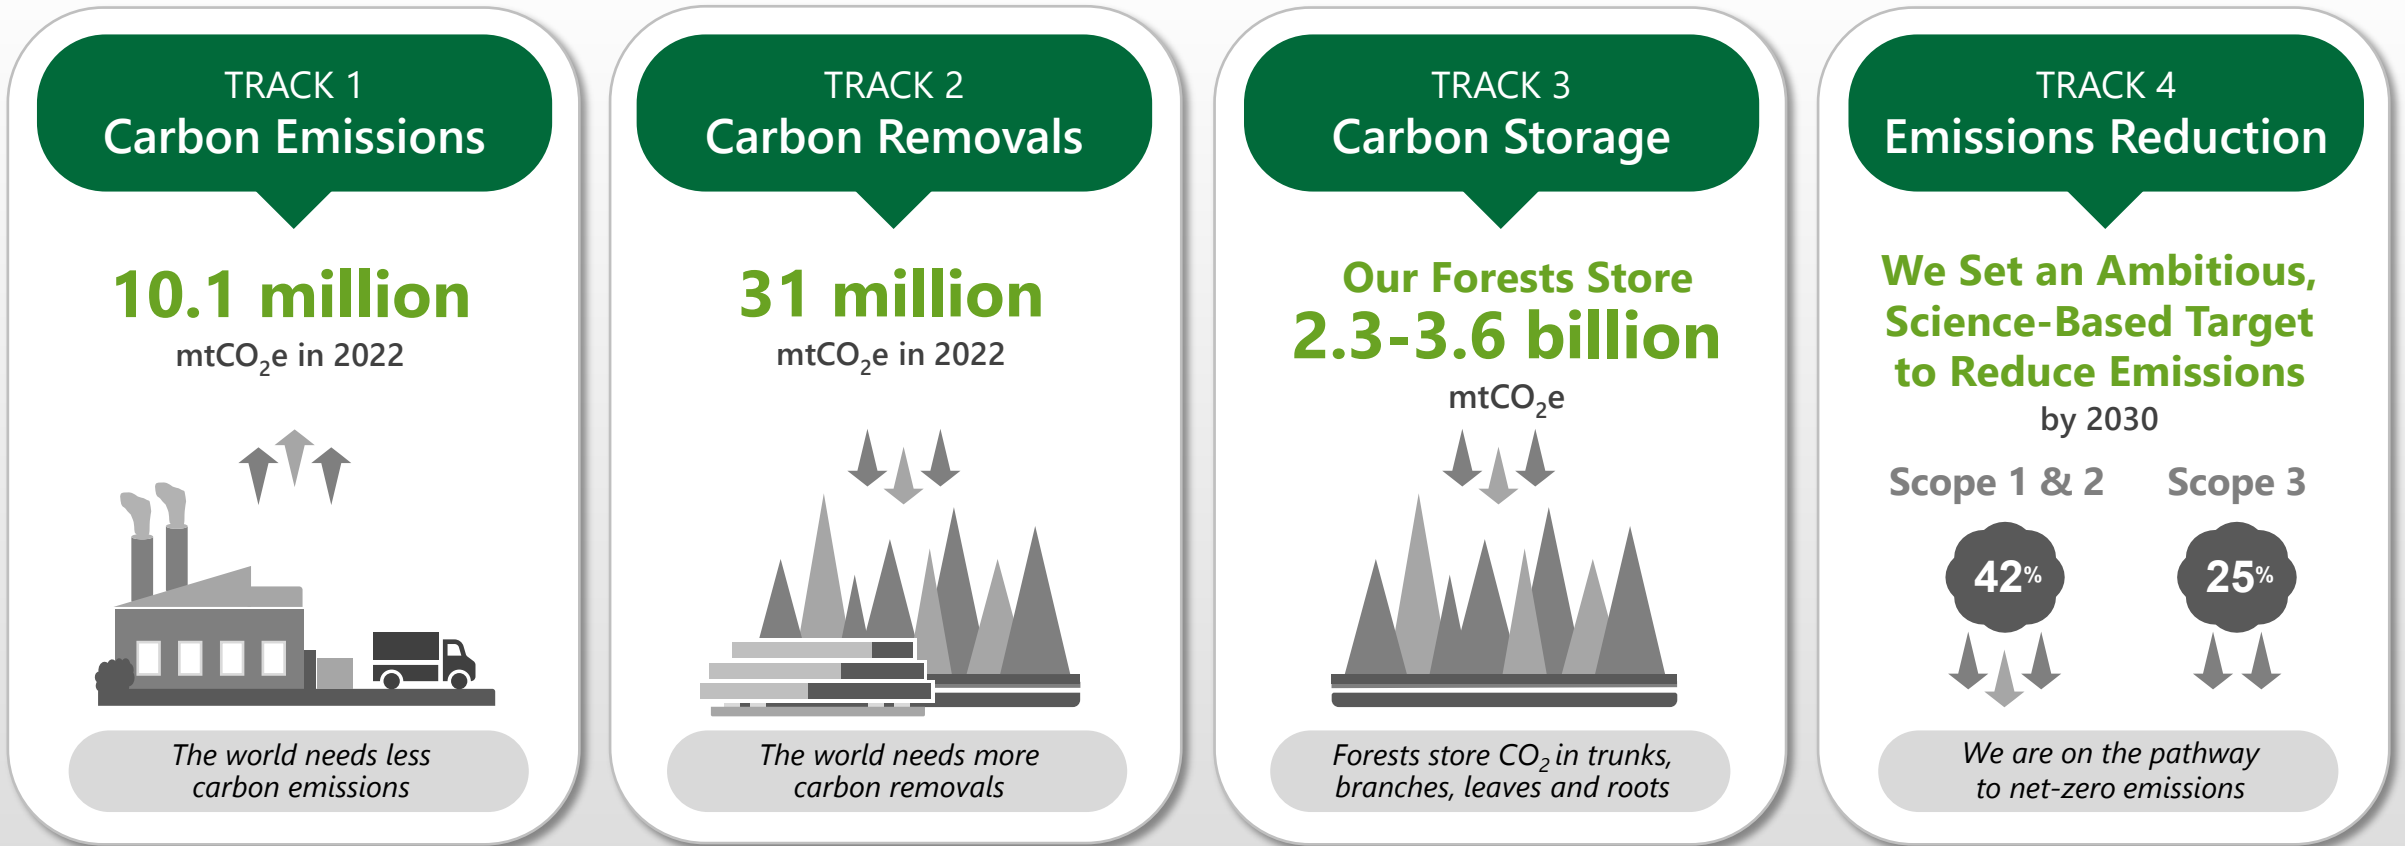 TRACK 1
Carbon Emissions
10.1 million
mtCO₂e in 2022
The world needs less
carbon emissions
TRACK 2
Carbon Removals
31 million
mtCO₂e in 2022
The world needs more
carbon removals
TRACK 3
Carbon Storage
Our Forests Store
2.3-3.6 billion
mtCO₂e
Forests store CO₂ in trunks,
branches, leaves and roots
TRACK 4
Emissions Reduction
We Set an Ambitious,
Science-Based Target
to Reduce Emissions
by 2030
Scope 1 & 2
Scope 3
42%
25%
We are on the pathway
to net-zero emissions